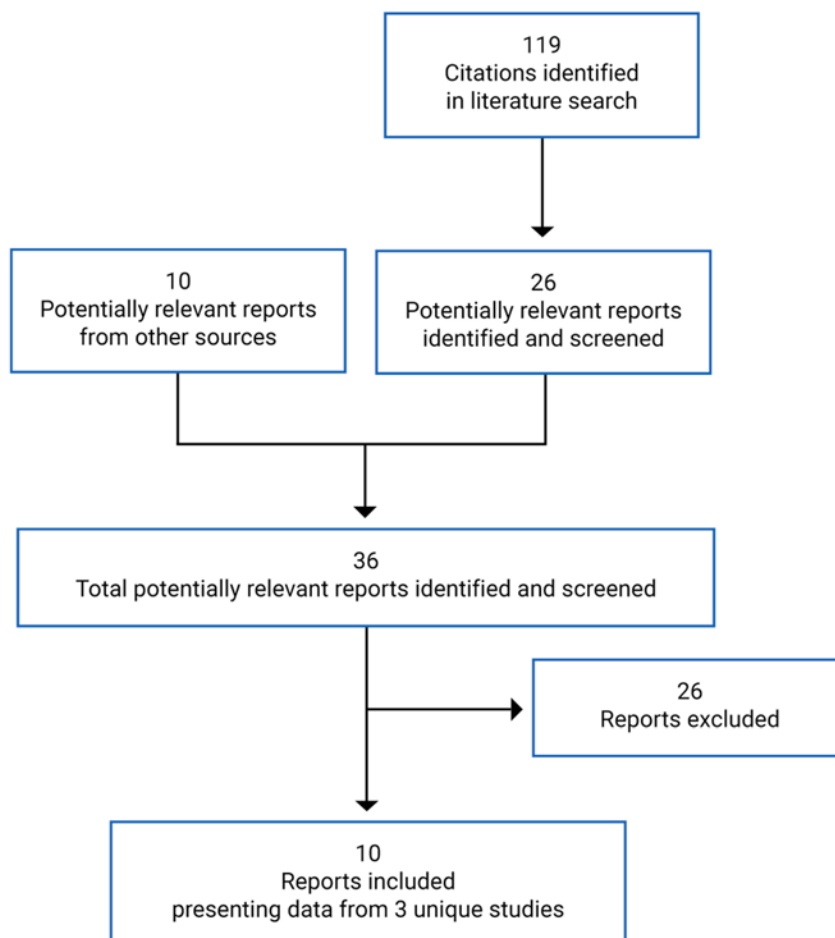 119
Citations identified
in literature search
10
Potentially relevant reports
from other sources
26
Potentially relevant reports
identified and screened
36
Total potentially relevant reports identified and screened
26
Reports excluded
10
Reports included
presenting data from 3 unique studies